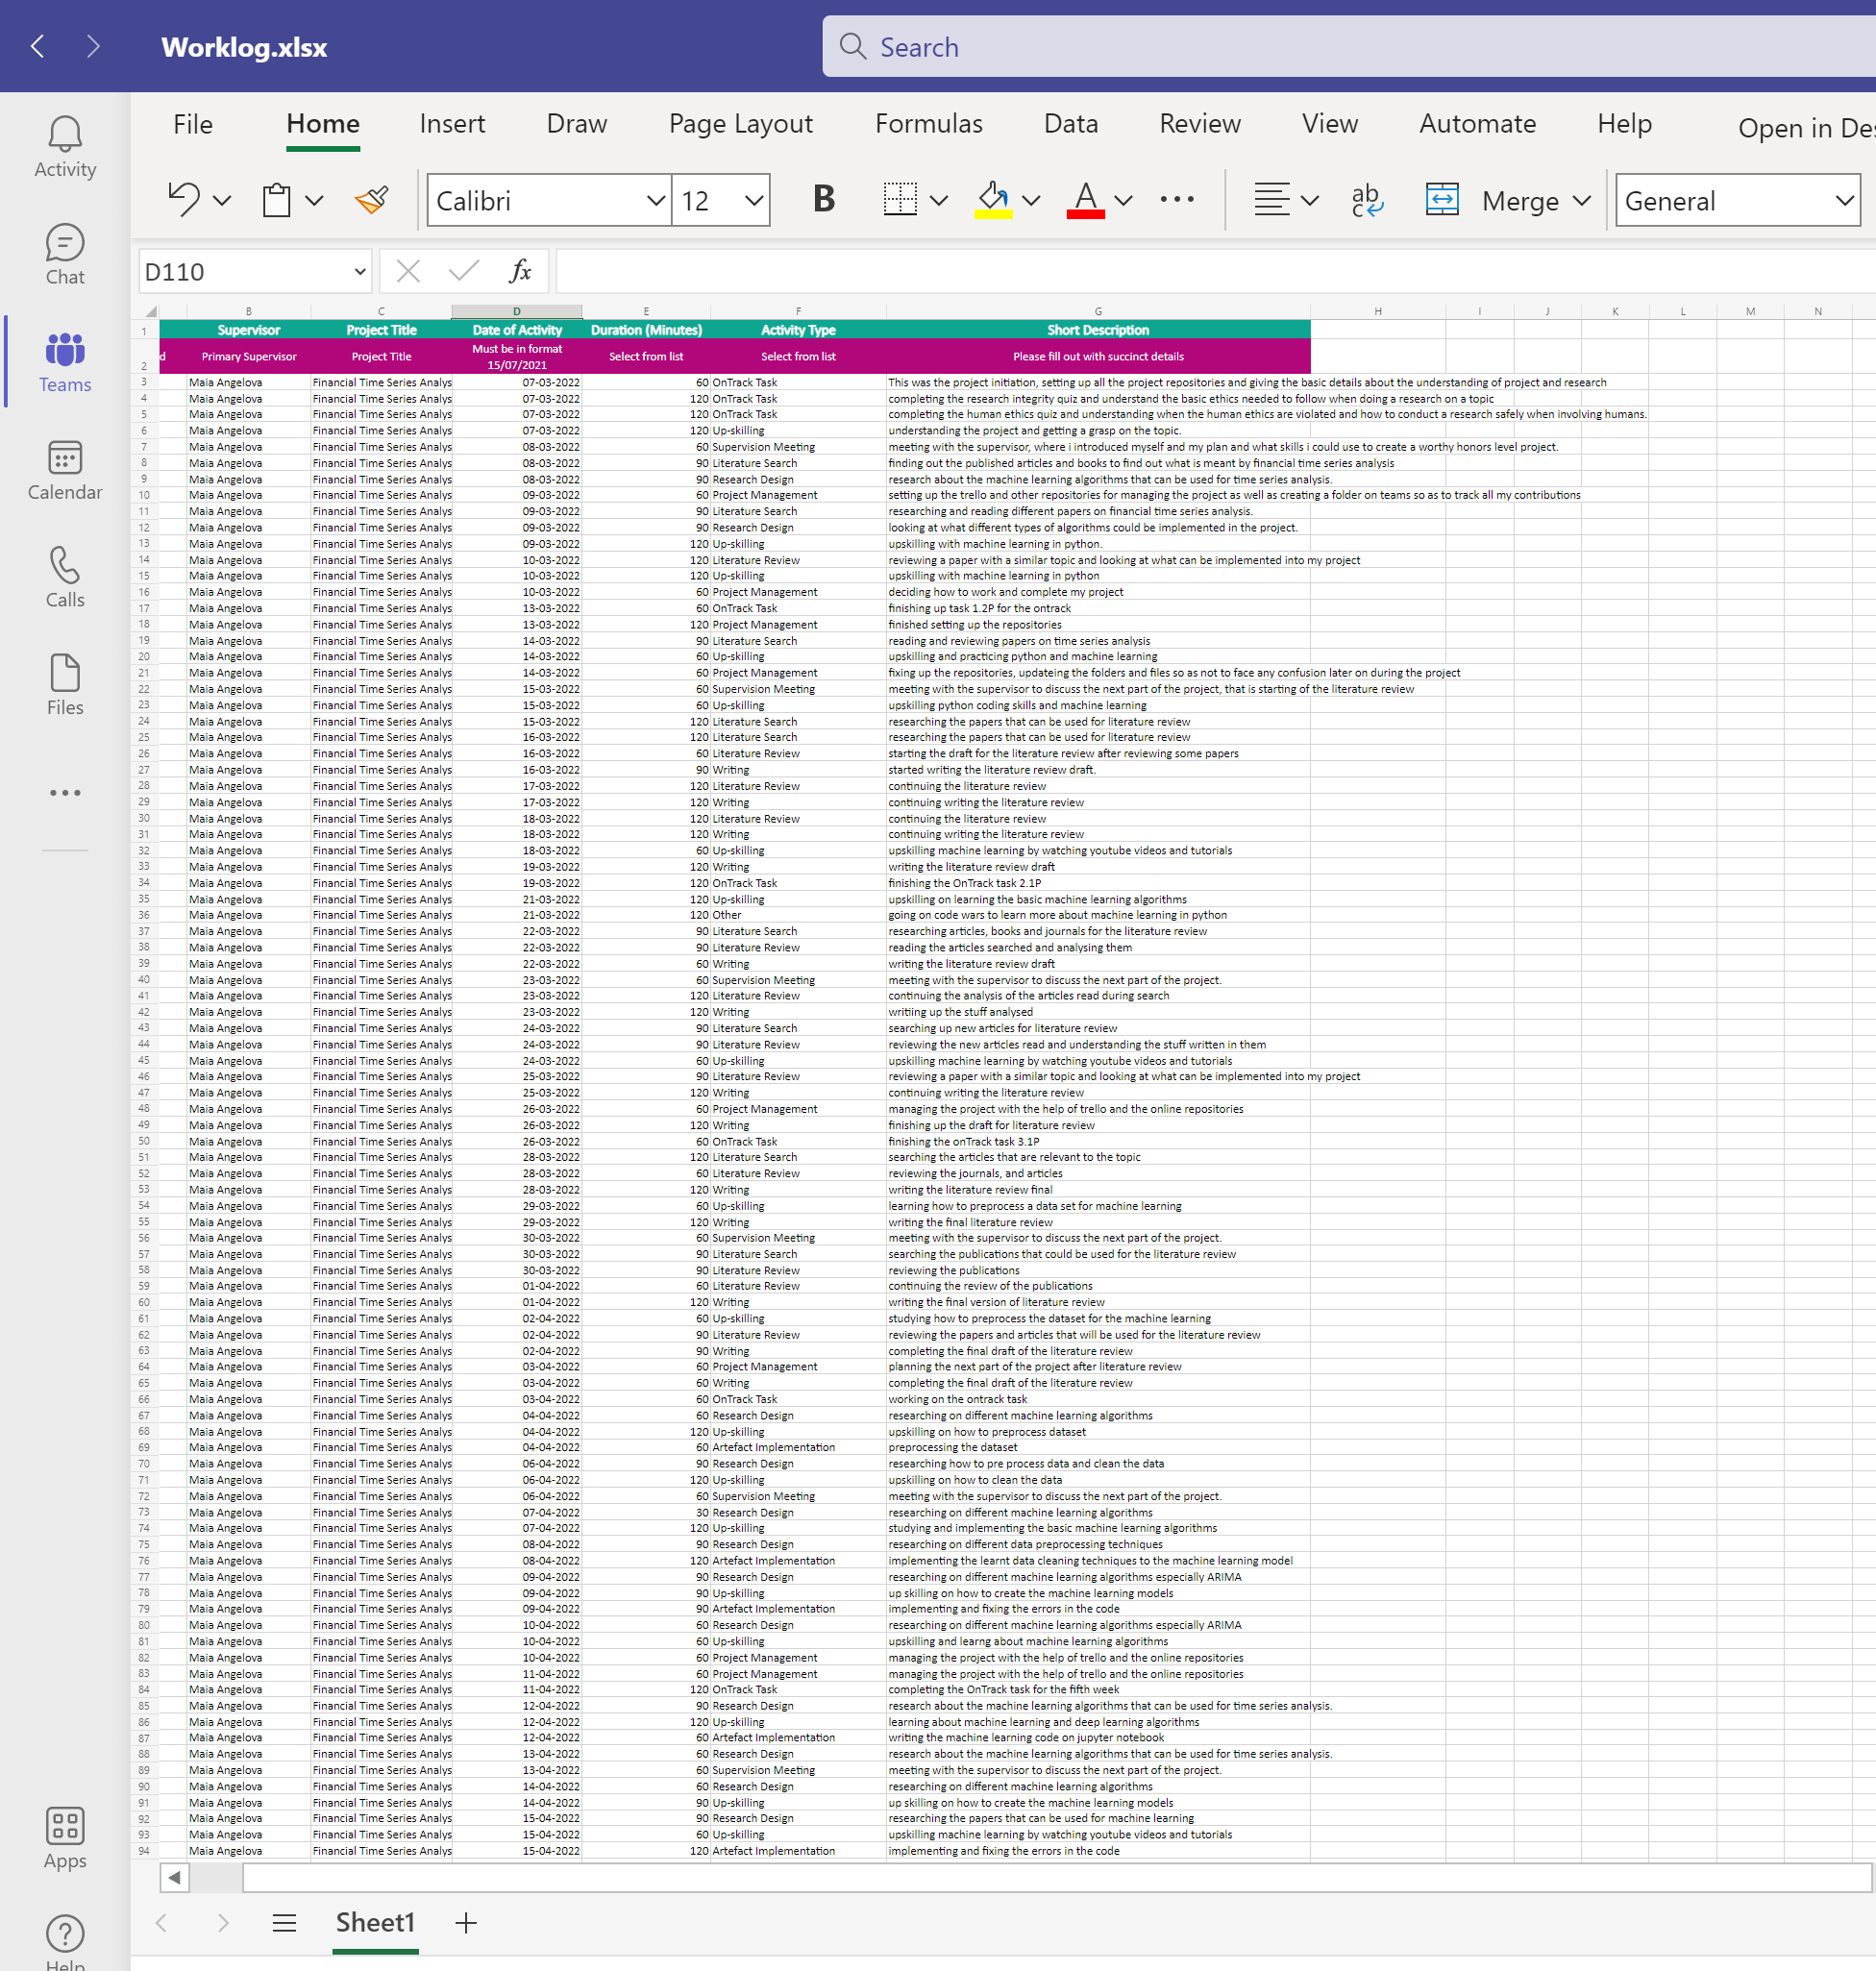 Worklog.xlsx
Search
File Home Insert Draw Page Layout Formulas Data Review View Automate Help Open in Des
Calibri 12 B A ... ab c Merge General
D110 fx
Activity
Chat
Teams
Calendar
Calls
Files
Apps
Help
B C D E F G H I J K L M N
1 Supervisor Project Title Date of Activity Duration (Minutes) Activity Type Short Description
2 d Primary Supervisor Project Title Must be in format 15/07/2021 Select from list Select from list Please fill out with succinct details
3 Maia Angelova Financial Time Series Analys 07-03-2022 60 OnTrack Task This was the project initiation, setting up all the project repositories and giving the basic details about the understanding of project and research
4 Maia Angelova Financial Time Series Analys 07-03-2022 120 OnTrack Task completing the research integrity quiz and understand the basic ethics needed to follow when doing a research on a topic
5 Maia Angelova Financial Time Series Analys 07-03-2022 120 OnTrack Task completing the human ethics quiz and understanding when the human ethics are violated and how to conduct a research safely when involving humans.
6 Maia Angelova Financial Time Series Analys 07-03-2022 120 Up-skilling understanding the project and getting a grasp on the topic.
7 Maia Angelova Financial Time Series Analys 08-03-2022 60 Supervision Meeting meeting with the supervisor, where i introduced myself and my plan and what skills i could use to create a worthy honors level project.
8 Maia Angelova Financial Time Series Analys 08-03-2022 90 Literature Search finding out the published articles and books to find out what is meant by financial time series analysis
9 Maia Angelova Financial Time Series Analys 08-03-2022 90 Research Design research about the machine learning algorithms that can be used for time series analysis.
10 Maia Angelova Financial Time Series Analys 09-03-2022 60 Project Management setting up the trello and other repositories for managing the project as well as creating a folder on teams so as to track all my contributions
11 Maia Angelova Financial Time Series Analys 09-03-2022 90 Literature Search researching and reading different papers on financial time series analysis.
12 Maia Angelova Financial Time Series Analys 09-03-2022 90 Research Design looking at what different types of algorithms could be implemented in the project.
13 Maia Angelova Financial Time Series Analys 09-03-2022 120 Up-skilling upskilling with machine learning in python.
14 Maia Angelova Financial Time Series Analys 10-03-2022 120 Literature Review reviewing a paper with a similar topic and looking at what can be implemented into my project
15 Maia Angelova Financial Time Series Analys 10-03-2022 120 Up-skilling upskilling with machine learning in python
16 Maia Angelova Financial Time Series Analys 10-03-2022 60 Project Management deciding how to work and complete my project
17 Maia Angelova Financial Time Series Analys 13-03-2022 60 OnTrack Task finishing up task 1.2P for the ontrack
18 Maia Angelova Financial Time Series Analys 13-03-2022 120 Project Management finished setting up the repositories
19 Maia Angelova Financial Time Series Analys 14-03-2022 90 Literature Search reading and reviewing papers on time series analysis
20 Maia Angelova Financial Time Series Analys 14-03-2022 60 Up-skilling upskilling and practicing python and machine learning
21 Maia Angelova Financial Time Series Analys 14-03-2022 60 Project Management fixing up the repositories, updateing the folders and files so as not to face any confusion later on during the project
22 Maia Angelova Financial Time Series Analys 15-03-2022 60 Supervision Meeting meeting with the supervisor to discuss the next part of the project, that is starting of the literature review
23 Maia Angelova Financial Time Series Analys 15-03-2022 60 Up-skilling upskilling python coding skills and machine learning
24 Maia Angelova Financial Time Series Analys 15-03-2022 120 Literature Search researching the papers that can be used for literature review
25 Maia Angelova Financial Time Series Analys 16-03-2022 120 Literature Search researching the papers that can be used for literature review
26 Maia Angelova Financial Time Series Analys 16-03-2022 60 Literature Review starting the draft for the literature review after reviewing some papers
27 Maia Angelova Financial Time Series Analys 16-03-2022 90 Writing started writing the literature review draft.
28 Maia Angelova Financial Time Series Analys 17-03-2022 120 Literature Review continuing the literature review
29 Maia Angelova Financial Time Series Analys 17-03-2022 120 Writing continuing writing the literature review
30 Maia Angelova Financial Time Series Analys 18-03-2022 120 Literature Review continuing the literature review
31 Maia Angelova Financial Time Series Analys 18-03-2022 120 Writing continuing writing the literature review
32 Maia Angelova Financial Time Series Analys 18-03-2022 60 Up-skilling upskilling machine learning by watching youtube videos and tutorials
33 Maia Angelova Financial Time Series Analys 19-03-2022 120 Writing writing the literature review draft
34 Maia Angelova Financial Time Series Analys 19-03-2022 120 OnTrack Task finishing the OnTrack task 2.1P
35 Maia Angelova Financial Time Series Analys 21-03-2022 120 Up-skilling upskilling on learning the basic machine learning algorithms
36 Maia Angelova Financial Time Series Analys 21-03-2022 120 Other going on code wars to learn more about machine learning in python
37 Maia Angelova Financial Time Series Analys 22-03-2022 90 Literature Search researching articles, books and journals for the literature review
38 Maia Angelova Financial Time Series Analys 22-03-2022 90 Literature Review reading the articles searched and analysing them
39 Maia Angelova Financial Time Series Analys 22-03-2022 60 Writing writing the literature review draft
40 Maia Angelova Financial Time Series Analys 23-03-2022 60 Supervision Meeting meeting with the supervisor to discuss the next part of the project.
41 Maia Angelova Financial Time Series Analys 23-03-2022 120 Literature Review continuing the analysis of the articles read during search
42 Maia Angelova Financial Time Series Analys 23-03-2022 120 Writing writiing up the stuff analysed
43 Maia Angelova Financial Time Series Analys 24-03-2022 90 Literature Search searching up new articles for literature review
44 Maia Angelova Financial Time Series Analys 24-03-2022 90 Literature Review reviewing the new articles read and understanding the stuff written in them
45 Maia Angelova Financial Time Series Analys 24-03-2022 60 Up-skilling upskilling machine learning by watching youtube videos and tutorials
46 Maia Angelova Financial Time Series Analys 25-03-2022 90 Literature Review reviewing a paper with a similar topic and looking at what can be implemented into my project
47 Maia Angelova Financial Time Series Analys 25-03-2022 120 Writing continuing writing the literature review
48 Maia Angelova Financial Time Series Analys 26-03-2022 60 Project Management managing the project with the help of trello and the online repositories
49 Maia Angelova Financial Time Series Analys 26-03-2022 120 Writing finishing up the draft for literature review
50 Maia Angelova Financial Time Series Analys 26-03-2022 60 OnTrack Task finishing the onTrack task 3.1P
51 Maia Angelova Financial Time Series Analys 28-03-2022 120 Literature Search searching the articles that are relevant to the topic
52 Maia Angelova Financial Time Series Analys 28-03-2022 60 Literature Review reviewing the journals, and articles
53 Maia Angelova Financial Time Series Analys 28-03-2022 120 Writing writing the literature review final
54 Maia Angelova Financial Time Series Analys 29-03-2022 60 Up-skilling learning how to preprocess a data set for machine learning
55 Maia Angelova Financial Time Series Analys 29-03-2022 120 Writing writing the final literature review
56 Maia Angelova Financial Time Series Analys 30-03-2022 60 Supervision Meeting meeting with the supervisor to discuss the next part of the project.
57 Maia Angelova Financial Time Series Analys 30-03-2022 90 Literature Search searching the publications that could be used for the literature review
58 Maia Angelova Financial Time Series Analys 30-03-2022 90 Literature Review reviewing the publications
59 Maia Angelova Financial Time Series Analys 01-04-2022 60 Literature Review continuing the review of the publications
60 Maia Angelova Financial Time Series Analys 01-04-2022 120 Writing writing the final version of literature review
61 Maia Angelova Financial Time Series Analys 02-04-2022 60 Up-skilling studying how to preprocess the dataset for the machine learning
62 Maia Angelova Financial Time Series Analys 02-04-2022 90 Literature Review reviewing the papers and articles that will be used for the literature review
63 Maia Angelova Financial Time Series Analys 02-04-2022 90 Writing completing the final draft of the literature review
64 Maia Angelova Financial Time Series Analys 03-04-2022 60 Project Management planning the next part of the project after literature review
65 Maia Angelova Financial Time Series Analys 03-04-2022 60 Writing completing the final draft of the literature review
66 Maia Angelova Financial Time Series Analys 03-04-2022 60 OnTrack Task working on the ontrack task
67 Maia Angelova Financial Time Series Analys 04-04-2022 60 Research Design researching on different machine learning algorithms
68 Maia Angelova Financial Time Series Analys 04-04-2022 120 Up-skilling upskilling on how to preprocess dataset
69 Maia Angelova Financial Time Series Analys 04-04-2022 60 Artefact Implementation preprocessing the dataset
70 Maia Angelova Financial Time Series Analys 06-04-2022 90 Research Design researching how to pre process data and clean the data
71 Maia Angelova Financial Time Series Analys 06-04-2022 120 Up-skilling upskilling on how to clean the data
72 Maia Angelova Financial Time Series Analys 06-04-2022 60 Supervision Meeting meeting with the supervisor to discuss the next part of the project.
73 Maia Angelova Financial Time Series Analys 07-04-2022 30 Research Design researching on different machine learning algorithms
74 Maia Angelova Financial Time Series Analys 07-04-2022 120 Up-skilling studying and implementing the basic machine learning algorithms
75 Maia Angelova Financial Time Series Analys 08-04-2022 90 Research Design researching on different data preprocessing techniques
76 Maia Angelova Financial Time Series Analys 08-04-2022 120 Artefact Implementation implementing the learnt data cleaning techniques to the machine learning model
77 Maia Angelova Financial Time Series Analys 09-04-2022 90 Research Design researching on different machine learning algorithms especially ARIMA
78 Maia Angelova Financial Time Series Analys 09-04-2022 90 Up-skilling up skilling on how to create the machine learning models
79 Maia Angelova Financial Time Series Analys 09-04-2022 90 Artefact Implementation implementing and fixing the errors in the code
80 Maia Angelova Financial Time Series Analys 10-04-2022 60 Research Design researching on different machine learning algorithms especially ARIMA
81 Maia Angelova Financial Time Series Analys 10-04-2022 60 Up-skilling upskilling and learng about machine learning algorithms
82 Maia Angelova Financial Time Series Analys 10-04-2022 60 Project Management managing the project with the help of trello and the online repositories
83 Maia Angelova Financial Time Series Analys 11-04-2022 60 Project Management managing the project with the help of trello and the online repositories
84 Maia Angelova Financial Time Series Analys 11-04-2022 120 OnTrack Task completing the OnTrack task for the fifth week
85 Maia Angelova Financial Time Series Analys 12-04-2022 90 Research Design research about the machine learning algorithms that can be used for time series analysis.
86 Maia Angelova Financial Time Series Analys 12-04-2022 120 Up-skilling learning about machine learning and deep learning algorithms
87 Maia Angelova Financial Time Series Analys 12-04-2022 60 Artefact Implementation writing the machine learning code on jupyter notebook
88 Maia Angelova Financial Time Series Analys 13-04-2022 60 Research Design research about the machine learning algorithms that can be used for time series analysis.
89 Maia Angelova Financial Time Series Analys 13-04-2022 60 Supervision Meeting meeting with the supervisor to discuss the next part of the project.
90 Maia Angelova Financial Time Series Analys 14-04-2022 60 Research Design researching on different machine learning algorithms
91 Maia Angelova Financial Time Series Analys 14-04-2022 90 Up-skilling up skilling on how to create the machine learning models
92 Maia Angelova Financial Time Series Analys 15-04-2022 90 Research Design researching the papers that can be used for machine learning
93 Maia Angelova Financial Time Series Analys 15-04-2022 60 Up-skilling upskilling machine learning by watching youtube videos and tutorials
94 Maia Angelova Financial Time Series Analys 15-04-2022 120 Artefact Implementation implementing and fixing the errors in the code
Sheet1